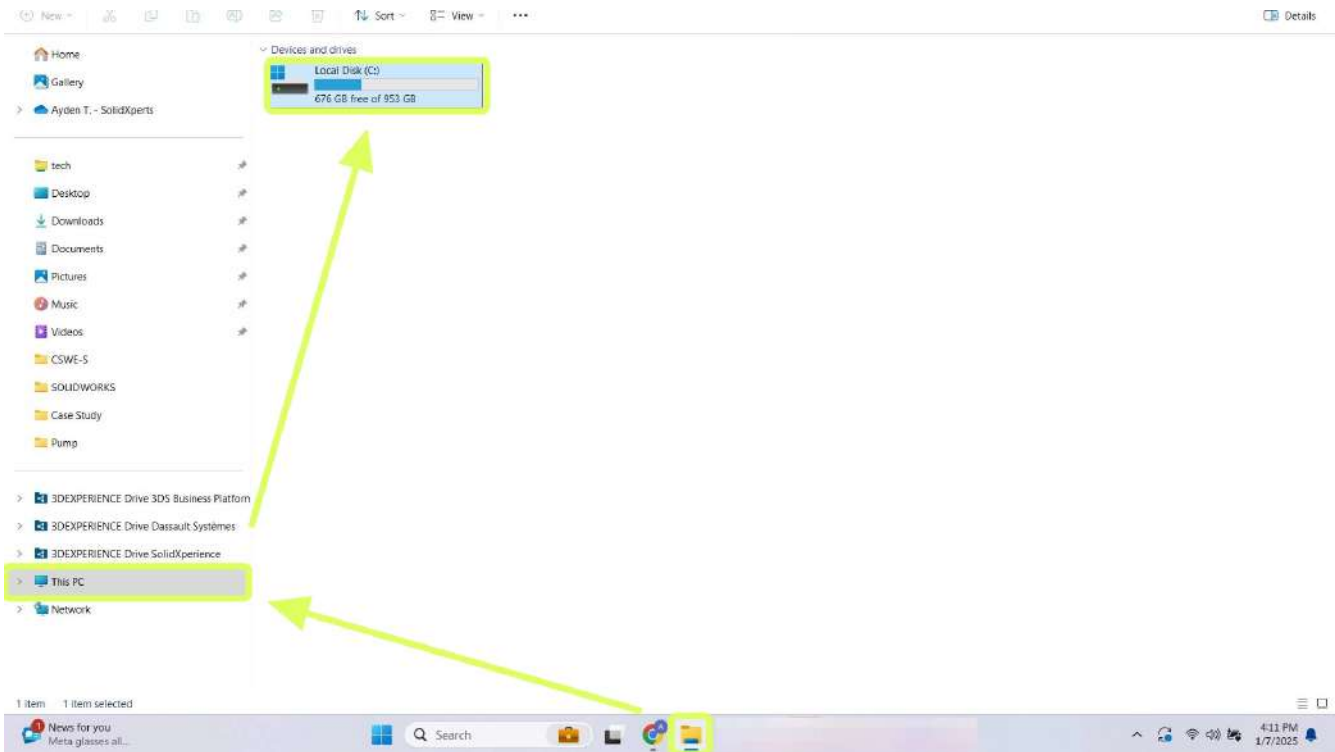 New
Sort
View
...
Details
Home
Gallery
Ayden T. - SolidXperts
tech
Desktop
Downloads
Documents
Pictures
Music
Videos
CSWE-S
SOLIDWORKS
Case Study
Pump
3DEXPERIENCE Drive 3DS Business Platform
3DEXPERIENCE Drive Dassault Systèmes
3DEXPERIENCE Drive SolidXperience
This PC
Network
Devices and drives
Local Disk (C:)
676 GB free of 953 GB
1 item 1 item selected
1
News for you
Meta glasses all...
Search
4:11 PM
1/7/2025